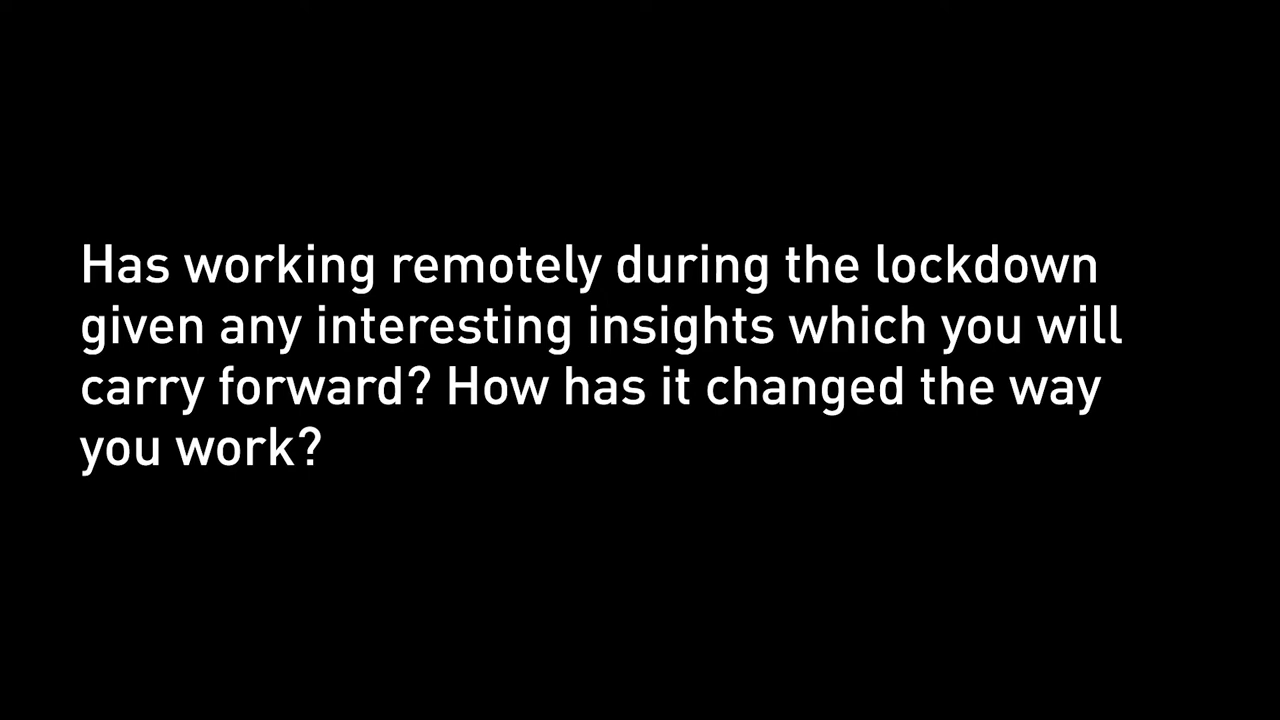 Has working remotely during the lockdown
given any interesting insights which you will
carry forward? How has it changed the way
you work?